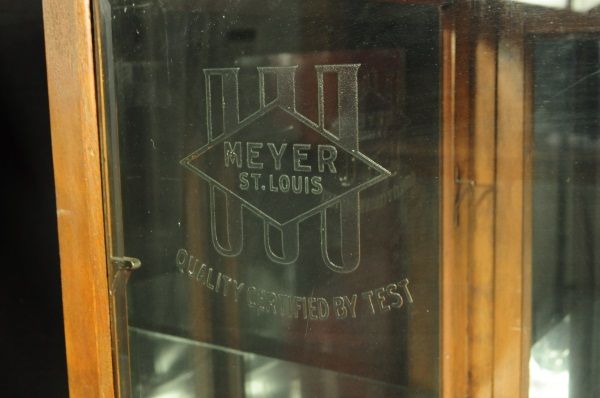 MEYER
ST. LOUIS
QUALITY CERTIFIED BY TEST